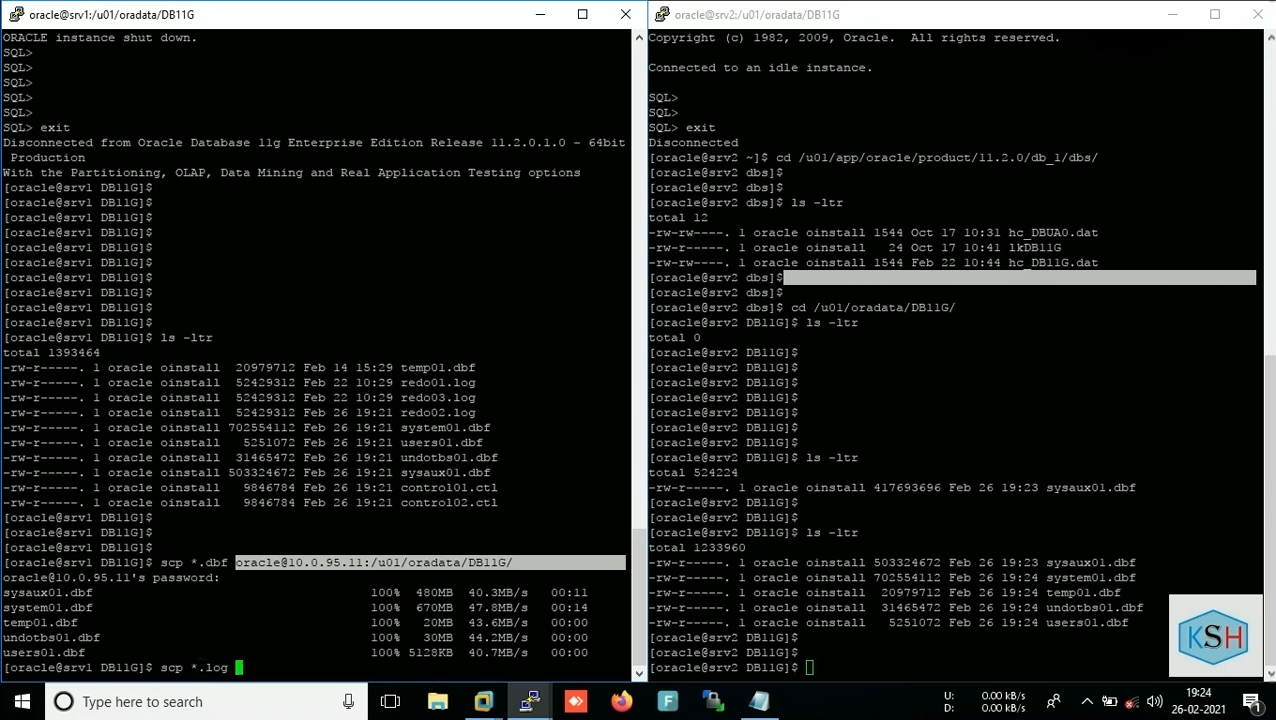 oracle@srv1:/u01/oradata/DB11G
ORACLE instance shut down.
SQL>
SQL>
SQL>
SQL>
SQL>
SQL> exit
Disconnected from Oracle Database 11g Enterprise Edition Release 11.2.0.1.0 - 64bit
Production
With the Partitioning, OLAP, Data Mining and Real Application Testing options
[oracle@srv1 DB11G]$
[oracle@srv1 DB11G]$
[oracle@srv1 DB11G]$
[oracle@srv1 DB11G]$
[oracle@srv1 DB11G]$
[oracle@srv1 DB11G]$
[oracle@srv1 DB11G]$
[oracle@srv1 DB11G]$
[oracle@srv1 DB11G]$
[oracle@srv1 DB11G]$
[oracle@srv1 DB11G]$ ls -ltr
total 1393464
-rw-r-----. 1 oracle oinstall  20979712 Feb 14 15:29 temp01.dbf
-rw-r-----. 1 oracle oinstall  52429312 Feb 22 10:29 redo01.log
-rw-r-----. 1 oracle oinstall  52429312 Feb 22 10:29 redo03.log
-rw-r-----. 1 oracle oinstall  52429312 Feb 26 19:21 redo02.log
-rw-r-----. 1 oracle oinstall 702554112 Feb 26 19:21 system01.dbf
-rw-r-----. 1 oracle oinstall   5251072 Feb 26 19:21 users01.dbf
-rw-r-----. 1 oracle oinstall  31465472 Feb 26 19:21 undotbs01.dbf
-rw-r-----. 1 oracle oinstall 503324672 Feb 26 19:21 sysaux01.dbf
-rw-r-----. 1 oracle oinstall   9846784 Feb 26 19:21 control01.ctl
-rw-r-----. 1 oracle oinstall   9846784 Feb 26 19:21 control02.ctl
[oracle@srv1 DB11G]$
[oracle@srv1 DB11G]$
[oracle@srv1 DB11G]$
[oracle@srv1 DB11G]$ scp *.dbf oracle@10.0.95.11:/u01/oradata/DB11G/
oracle@10.0.95.11's password:
sysaux01.dbf 100% 480MB 40.3MB/s 00:11
system01.dbf 100% 670MB 47.8MB/s 00:14
temp01.dbf 100% 20MB 43.6MB/s 00:00
undotbs01.dbf 100% 30MB 44.2MB/s 00:00
users01.dbf 100% 5128KB 40.7MB/s 00:00
[oracle@srv1 DB11G]$ scp *.log
oracle@srv2:/u01/oradata/DB11G
Copyright (c) 1982, 2009, Oracle.  All rights reserved.
Connected to an idle instance.
SQL>
SQL>
SQL> exit
Disconnected
[oracle@srv2 ~]$ cd /u01/app/oracle/product/11.2.0/db_1/dbs/
[oracle@srv2 dbs]$
[oracle@srv2 dbs]$
[oracle@srv2 dbs]$ ls -ltr
total 12
-rw-rw----. 1 oracle oinstall 1544 Oct 17 10:31 hc_DBUA0.dat
-rw-r-----. 1 oracle oinstall   24 Oct 17 10:41 lkDB11G
-rw-rw----. 1 oracle oinstall 1544 Feb 22 10:44 hc_DB11G.dat
[oracle@srv2 dbs]$
[oracle@srv2 dbs]$
[oracle@srv2 dbs]$ cd /u01/oradata/DB11G/
[oracle@srv2 DB11G]$ ls -ltr
total 0
[oracle@srv2 DB11G]$
[oracle@srv2 DB11G]$
[oracle@srv2 DB11G]$
[oracle@srv2 DB11G]$
[oracle@srv2 DB11G]$
[oracle@srv2 DB11G]$
[oracle@srv2 DB11G]$
[oracle@srv2 DB11G]$ ls -ltr
total 524224
-rw-r-----. 1 oracle oinstall 417693696 Feb 26 19:23 sysaux01.dbf
[oracle@srv2 DB11G]$
[oracle@srv2 DB11G]$
[oracle@srv2 DB11G]$ ls -ltr
total 1233960
-rw-r-----. 1 oracle oinstall 503324672 Feb 26 19:23 sysaux01.dbf
-rw-r-----. 1 oracle oinstall 702554112 Feb 26 19:24 system01.dbf
-rw-r-----. 1 oracle oinstall  20979712 Feb 26 19:24 temp01.dbf
-rw-r-----. 1 oracle oinstall  31465472 Feb 26 19:24 undotbs01.dbf
-rw-r-----. 1 oracle oinstall   5251072 Feb 26 19:24 users01.dbf
[oracle@srv2 DB11G]$
[oracle@srv2 DB11G]$
[oracle@srv2 DB11G]$
KSH
Type here to search
U: 0.00 kB/s
D: 0.00 kB/s
19:24
26-02-2021
1